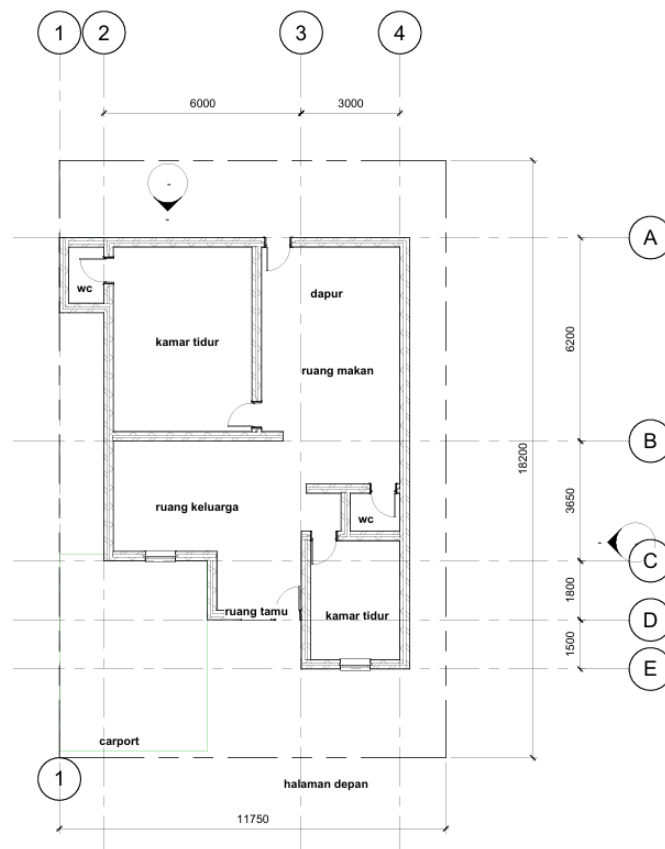 1
2
3
4
6000
3000
A
wc
dapur
kamar tidur
ruang makan
6200
B
18200
ruang keluarga
wc
3650
C
ruang tamu
kamar tidur
1800
D
1500
E
carport
1
halaman depan
11750